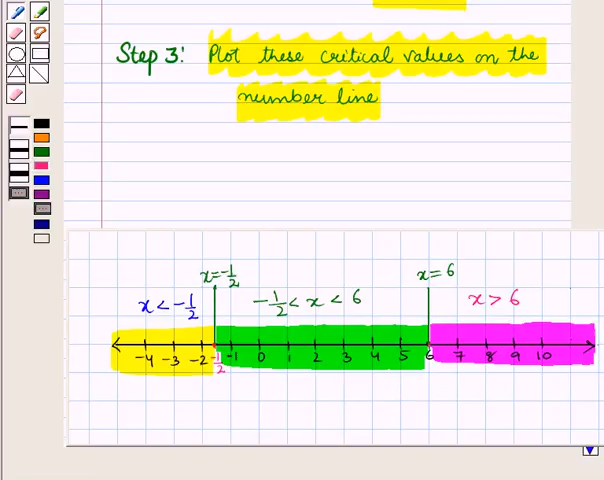 Step 3: Plot these critical values on the
number line
x=-1/2 x=6
x < -1/2 -1/2 < x < 6 x > 6
-4 -3 -2 -1/2 -1 0 1 2 3 4 5 6 7 8 9 10